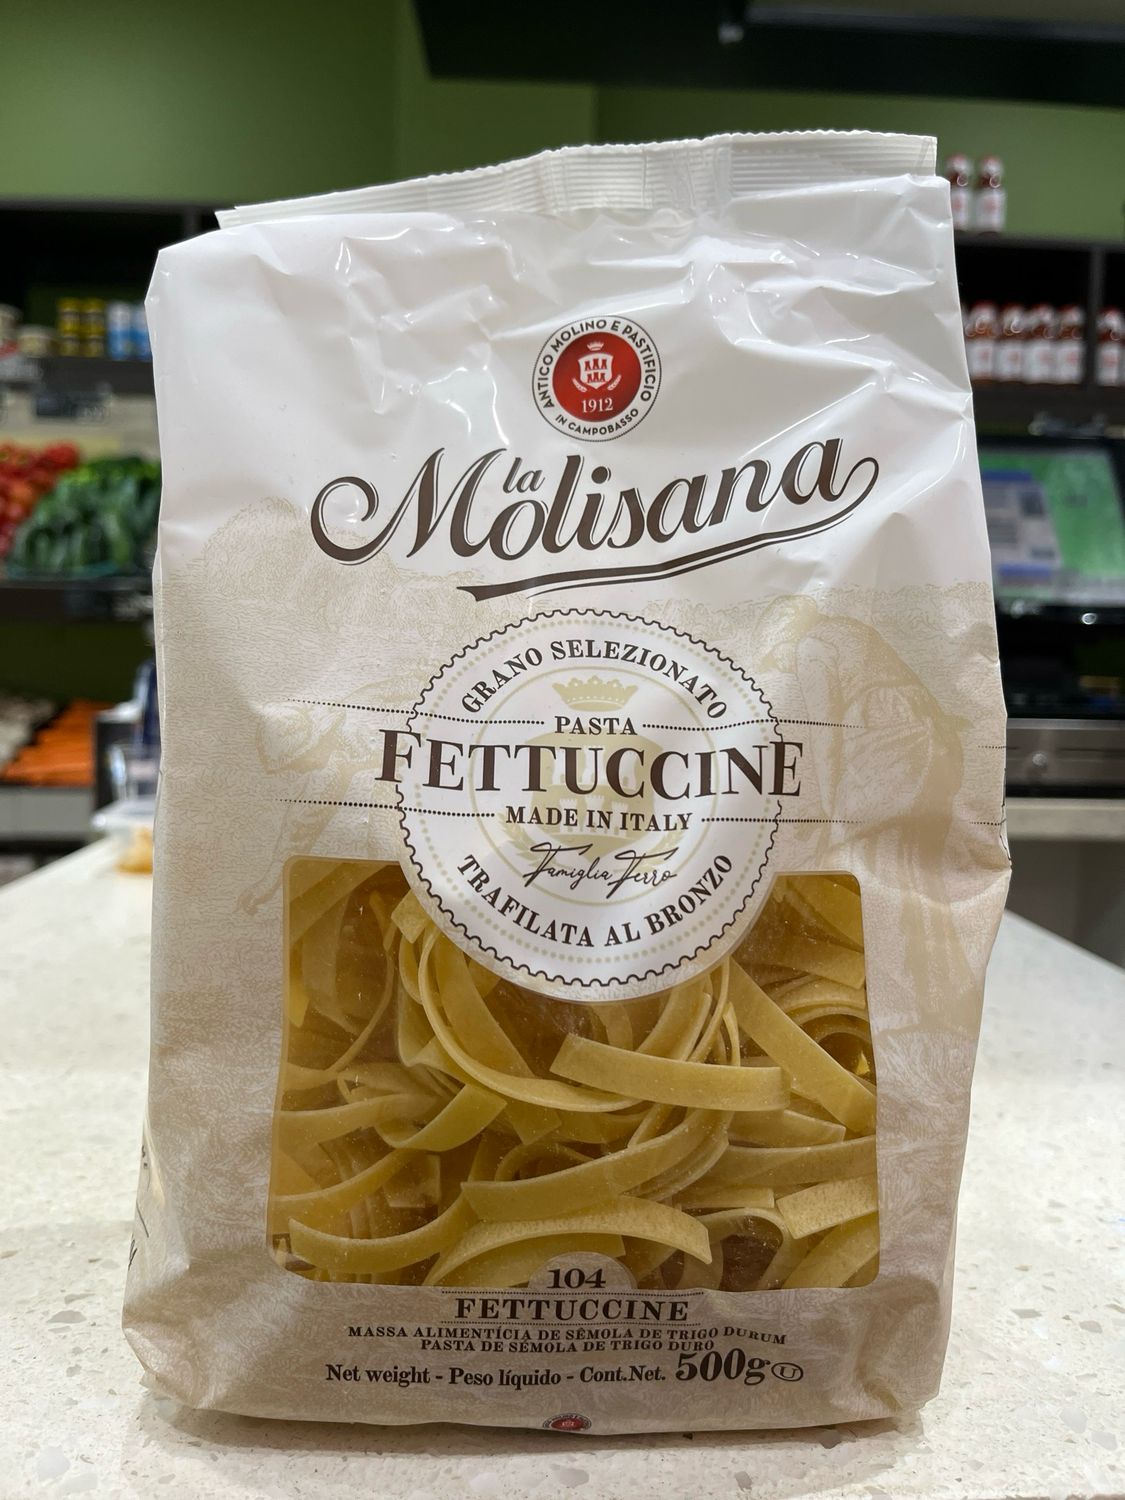 ANTICO MOLINO E PASTIFICIO
1912
IN CAMPOBASSO
la
Molisana
GRANO SELEZIONATO
PASTA
FETTUCCINE
MADE IN ITALY
Famiglia Ferro
TRAFILATA AL BRONZO
104
FETTUCCINE
MASSA ALIMENTÍCIA DE SÊMOLA DE TRIGO DURUM
PASTA DE SÉMOLA DE TRIGO DURO
Net weight - Peso líquido - Cont.Net. 500g U